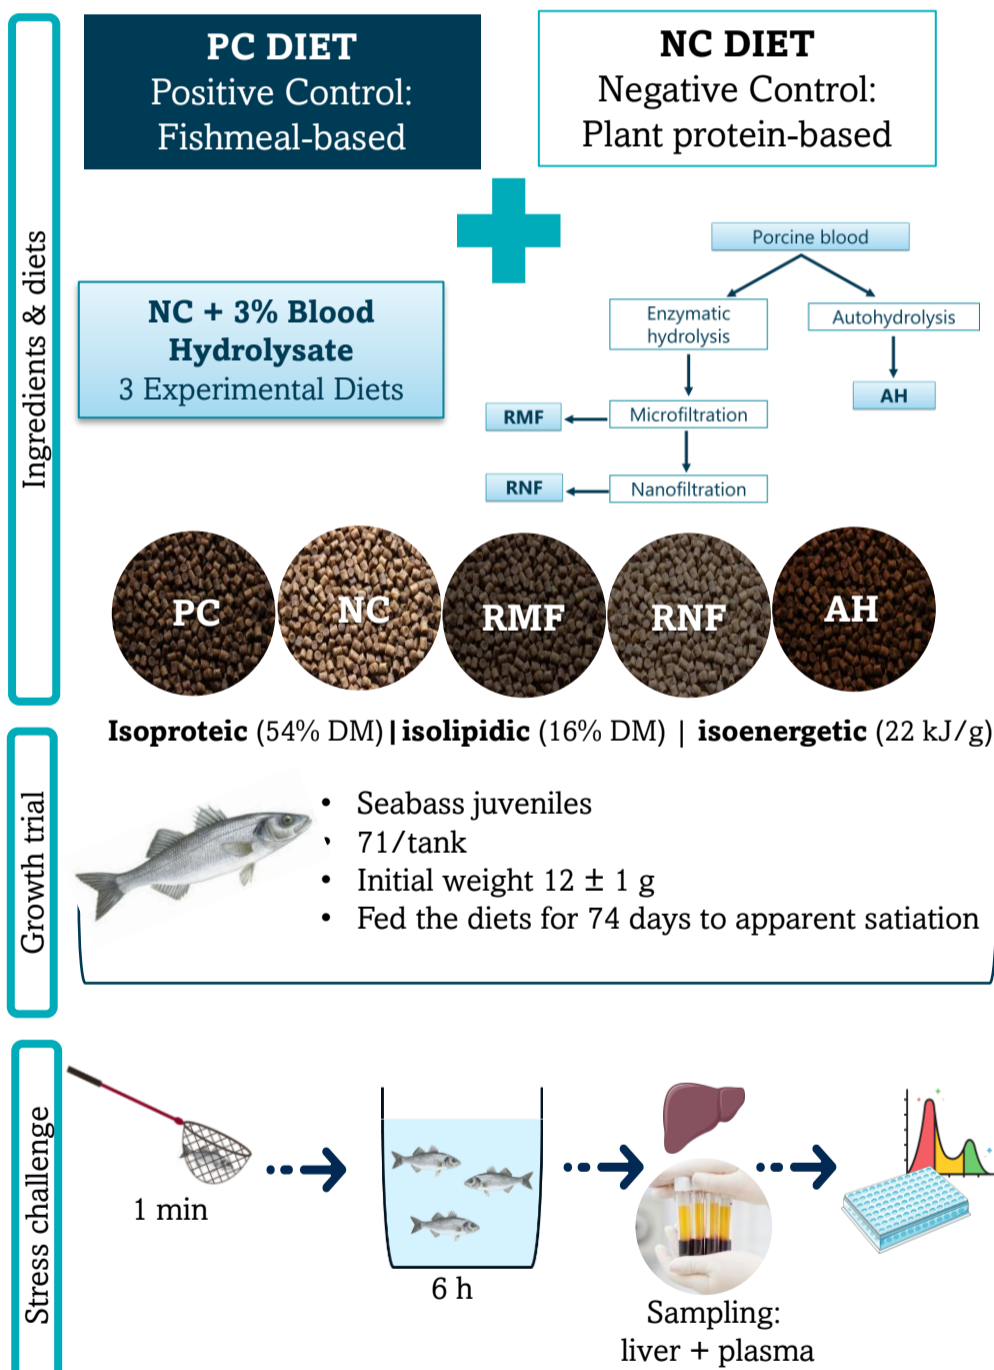 PC DIET
Positive Control:
Fishmeal-based
NC DIET
Negative Control:
Plant protein-based
Ingredients & diets
NC + 3% Blood
Hydrolysate
3 Experimental Diets
Porcine blood
Enzymatic
hydrolysis
Autohydrolysis
AH
RMF
Microfiltration
RNF
Nanofiltration
PC
NC
RMF
RNF
AH
Isoproteic (54% DM) | isolipidic (16% DM) | isoenergetic (22 kJ/g)
Growth trial
• Seabass juveniles
• 71/tank
• Initial weight 12 ± 1 g
• Fed the diets for 74 days to apparent satiation
Stress challenge
1 min
6 h
Sampling:
liver + plasma